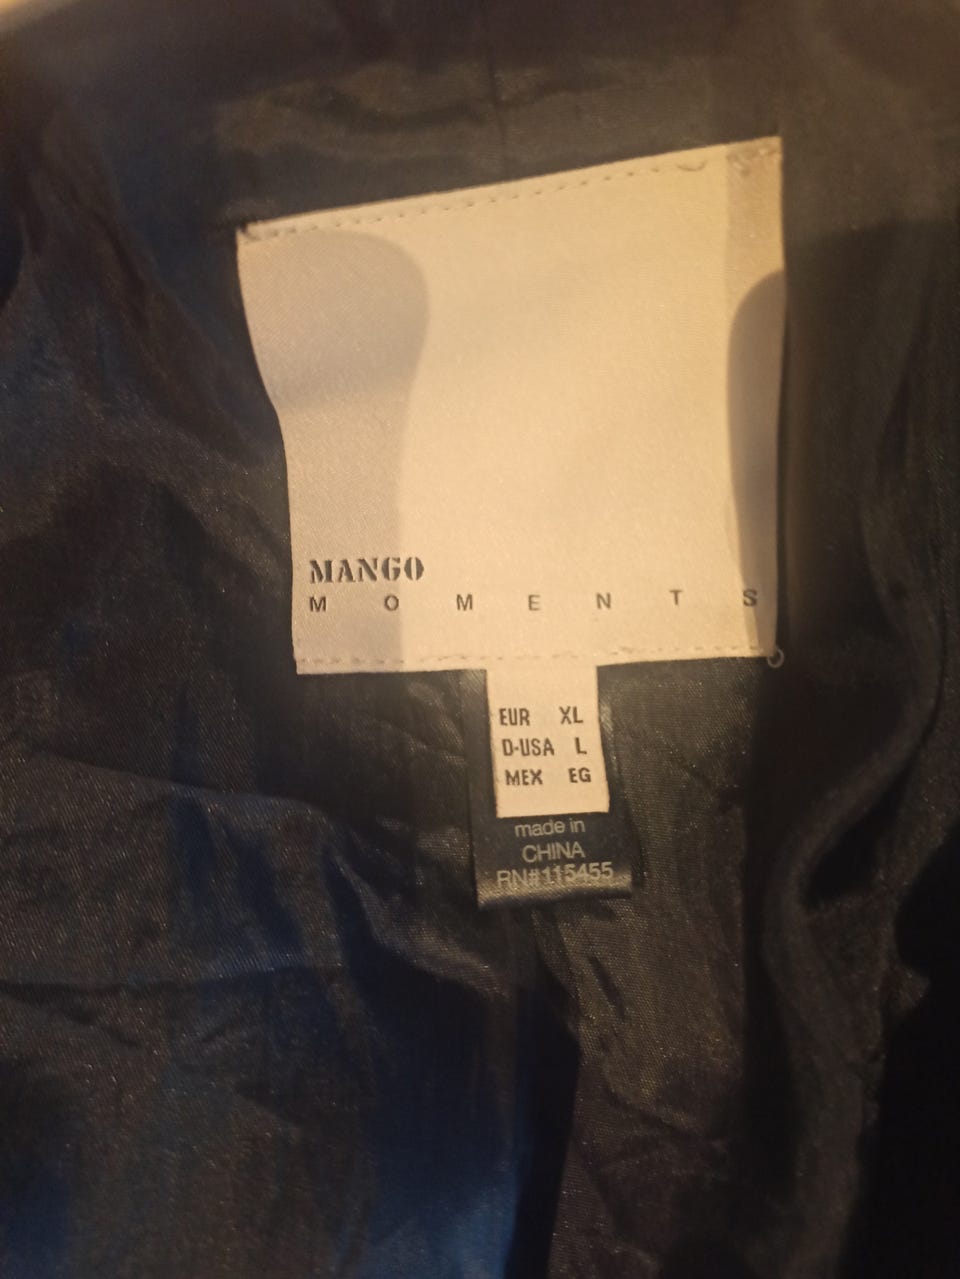 MANGO
MOMENTS
EUR XL
D-USA L
MEX EG
made in
CHINA
RN#115455